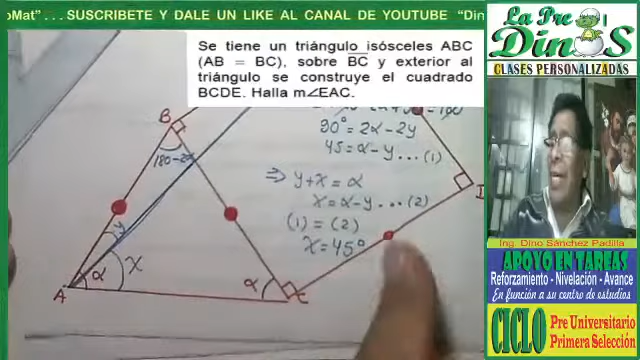 oMat" . . . SUSCRIBETE Y DALE UN LIKE AL CANAL DE YOUTUBE "Din
La Pre
DinoS
CLASES PERSONALIZADAS
Se tiene un triángulo isósceles ABC
(AB = BC), sobre BC y exterior al
triángulo se construye el cuadrado
BCDE. Halla m∠EAC.
90° = 2α - 2y
45 = α - y ... (1)
⇒ y + x = α
x = α - y ... (2)
(1) = (2)
x = 45°
B
180-2α
y
α
x
A
α
C
Ing. Dino Sánchez Padilla
APOYO EN TAREAS
Reforzamiento - Nivelación - Avance
En función a su centro de estudios
CICLO
Pre Universitario
Primera Selección